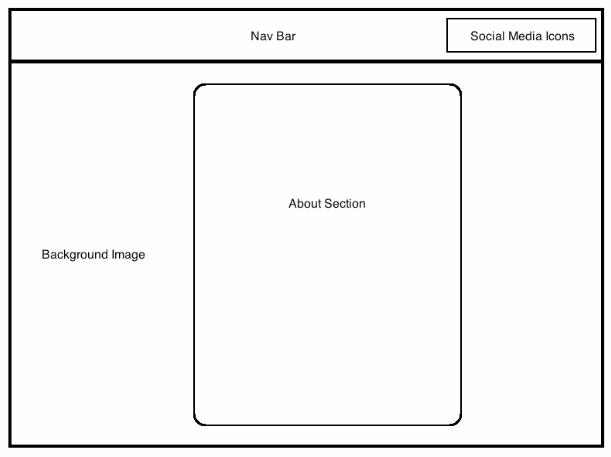 Nav Bar
Social Media Icons
About Section
Background Image